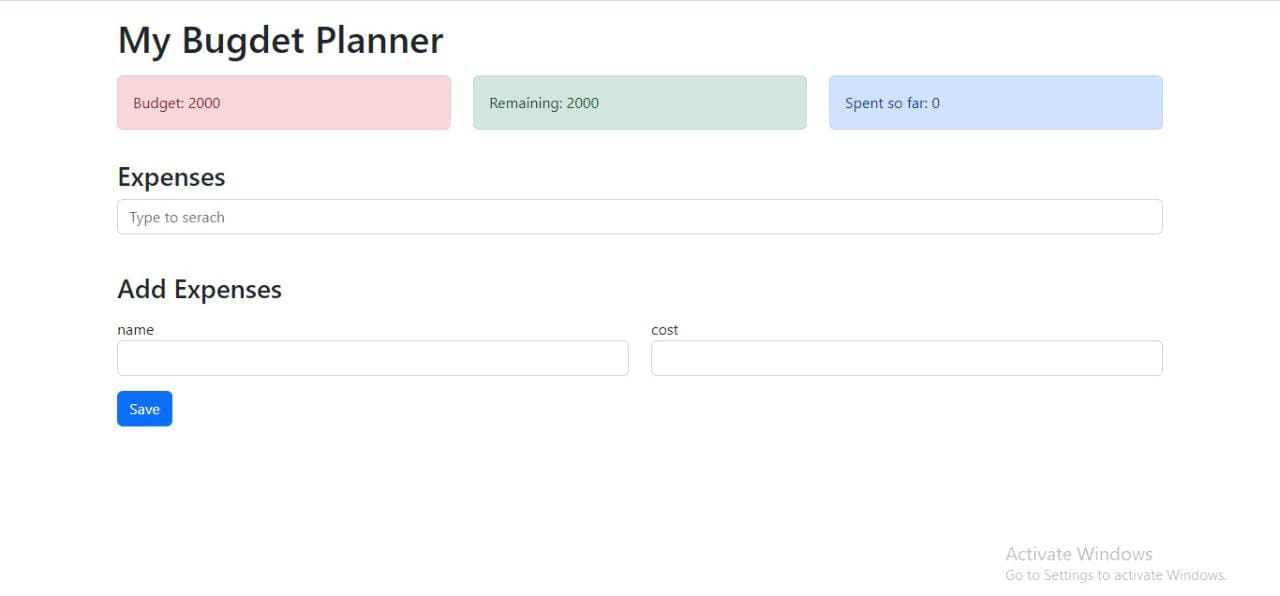 My Bugdet Planner
Budget: 2000
Remaining: 2000
Spent so far: 0
Expenses
Type to serach
Add Expenses
name
cost
Save
Activate Windows
Go to Settings to activate Windows.